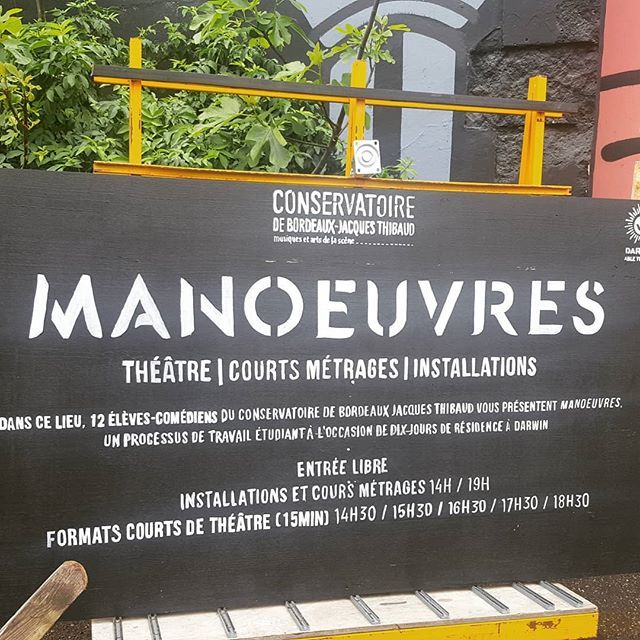 CONSERVATOIRE
DE BORDEAUX-JACQUES THIBAUD
musiques et arts de la scène
MANOEUVRES
THÉÂTRE | COURTS MÉTRAGES | INSTALLATIONS
DANS CE LIEU, 12 ÉLÈVES-COMÉDIENS DU CONSERVATOIRE DE BORDEAUX JACQUES THIBAUD VOUS PRÉSENTENT MANOEUVRES,
UN PROCESSUS DE TRAVAIL ÉTUDIANT À L'OCCASION DE DIX-JOURS DE RÉSIDENCE À DARWIN
ENTRÉE LIBRE
INSTALLATIONS ET COURS MÉTRAGES 14H / 19H
FORMATS COURTS DE THÉÂTRE (15MIN) 14H30 / 15H30 / 16H30 / 17H30 / 18H30